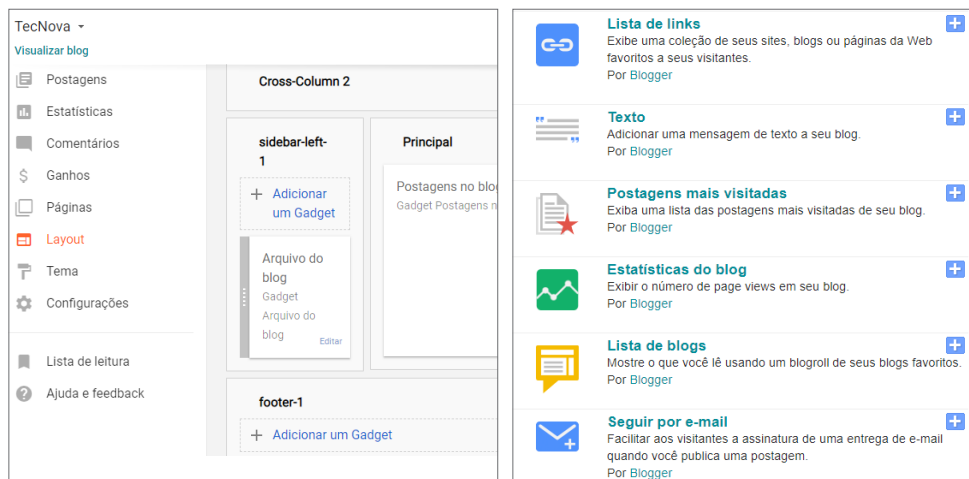 TecNova
Visualizar blog
Postagens
Estatísticas
Comentários
Ganhos
Páginas
Layout
Tema
Configurações
Lista de leitura
Ajuda e feedback
Cross-Column 2
sidebar-left-
1
+ Adicionar
um Gadget
Arquivo do
blog
Gadget
Arquivo do
blog
Editar
Principal
Postagens no blog
Gadget Postagens n
footer-1
+ Adicionar um Gadget
Lista de links
Exibe uma coleção de seus sites, blogs ou páginas da Web
favoritos a seus visitantes.
Por Blogger
Texto
Adicionar uma mensagem de texto a seu blog.
Por Blogger
Postagens mais visitadas
Exiba uma lista das postagens mais visitadas de seu blog.
Por Blogger
Estatísticas do blog
Exibir o número de page views em seu blog.
Por Blogger
Lista de blogs
Mostre o que você lê usando um blogroll de seus blogs favoritos.
Por Blogger
Seguir por e-mail
Facilitar aos visitantes a assinatura de uma entrega de e-mail
quando você publica uma postagem.
Por Blogger